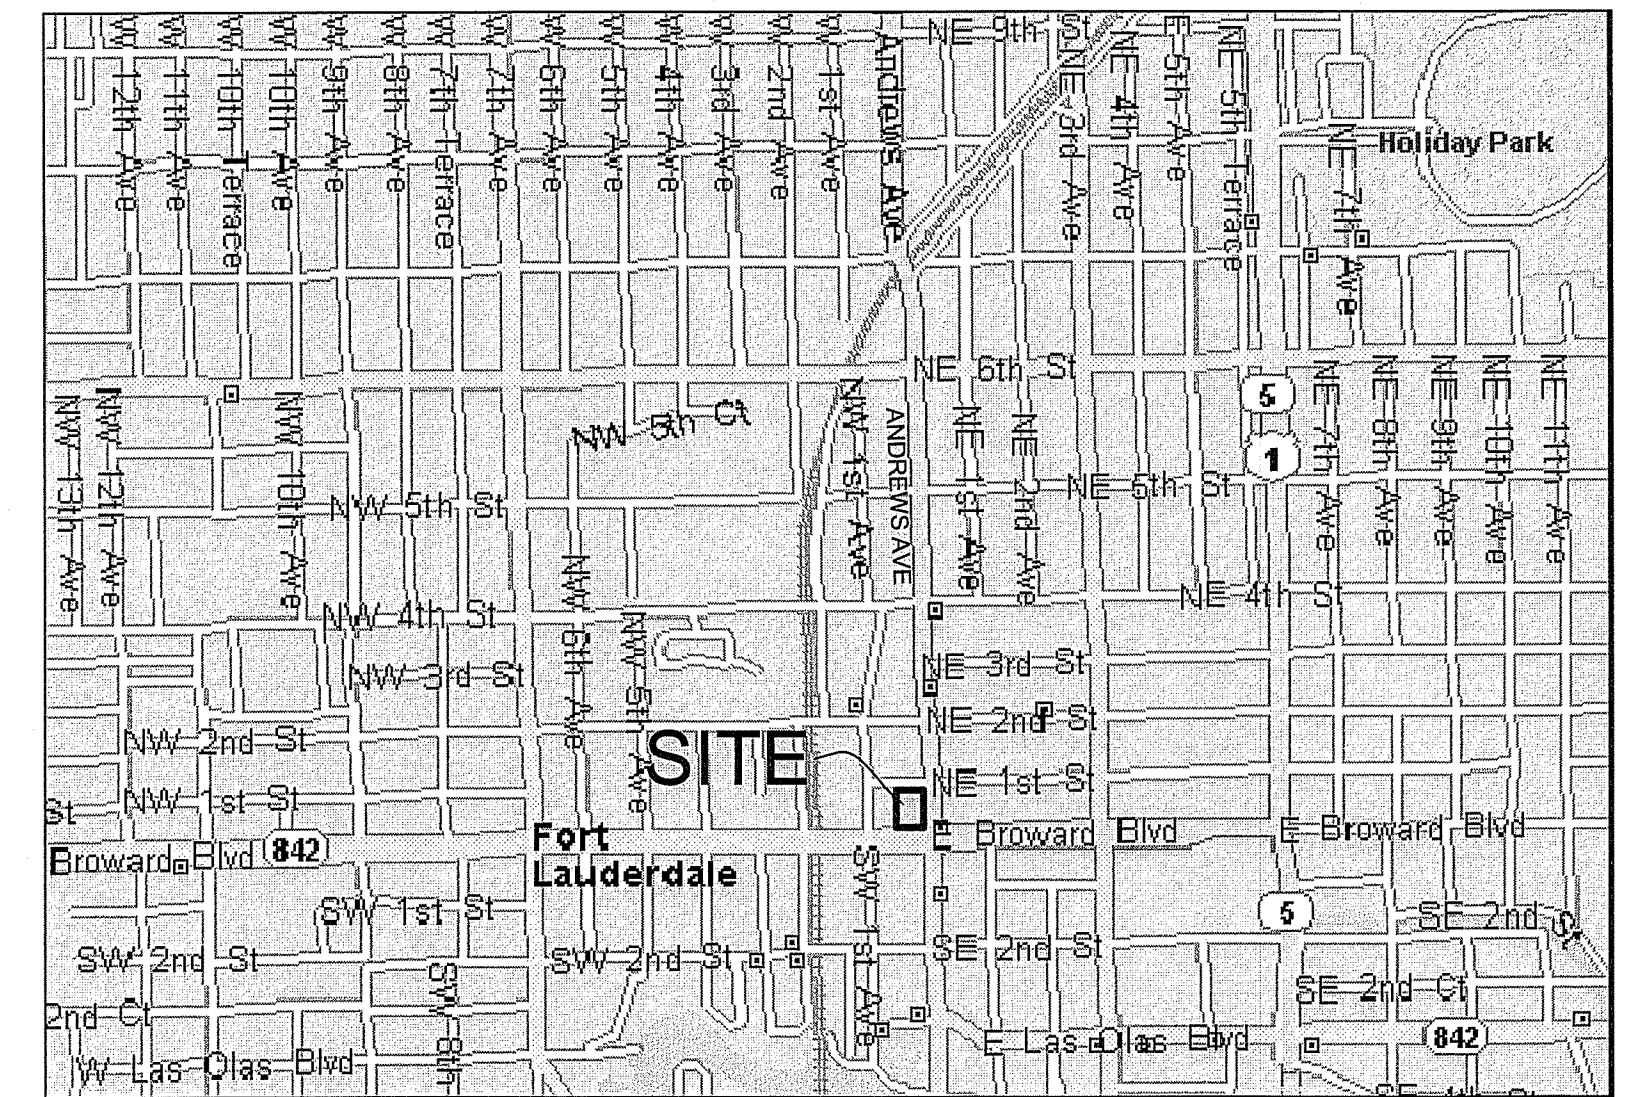 NE 9th St
12th Ave
11th Ave
10th Terrace
10th Ave
9th Ave
8th Ave
7th Terrace
7th Ave
6th Ave
5th Ave
4th Ave
3rd Ave
2nd Ave
1st Ave
Andrews Ave
NE 3rd Ave
NE 4th Ave
NE 5th Terrace
NE 7th Ave
Holiday Park
NE 6th St
5
1
NW 13th Ave
NW 12th Ave
NW 10th Ave
NW 5th Ct
NW 1st Ave
ANDREWS AVE
NE 1st Ave
NE 2nd Ave
NE 7th Ave
NE 8th Ave
NE 9th Ave
NE 10th Ave
NE 11th Ave
NW 5th St
NE 5th St
NW 6th Ave
NW 4th St
NE 4th St
NW 5th Ave
NW 3rd St
NE 3rd St
NW 2nd St
NE 2nd St
SITE
St
NW 1st St
NE 1st St
Fort
Lauderdale
Broward Blvd
842
E Broward Blvd
E Broward Blvd
SW 1st St
5
SE 2nd
SW 1st Ave
SW 2nd St
SW 2nd St
SE 2nd St
SW 8th
SE 2nd Ct
2nd Ct
E Las Olas Blvd
842
W Las Olas Blvd